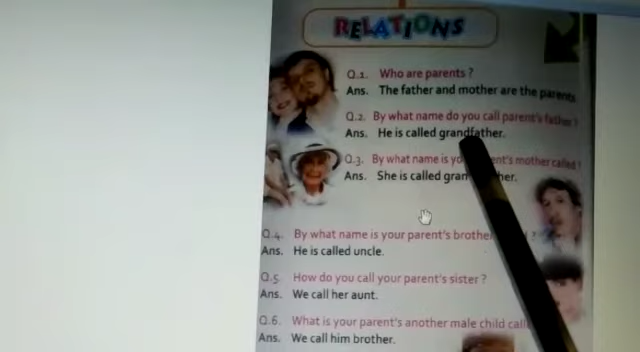 RELATIONS
Q.1. Who are parents ?
Ans. The father and mother are the parents
Q.2. By what name do you call parent's father ?
Ans. He is called grandfather.
Q.3. By what name is mother called ?
Ans. She is called
Q.4. By what name is your parent's
Ans. He is called uncle.
Q.5. How do you call your parent's sister ?
Ans. We call her aunt.
Q.6. What is your parent's another male child
Ans. We call him brother.